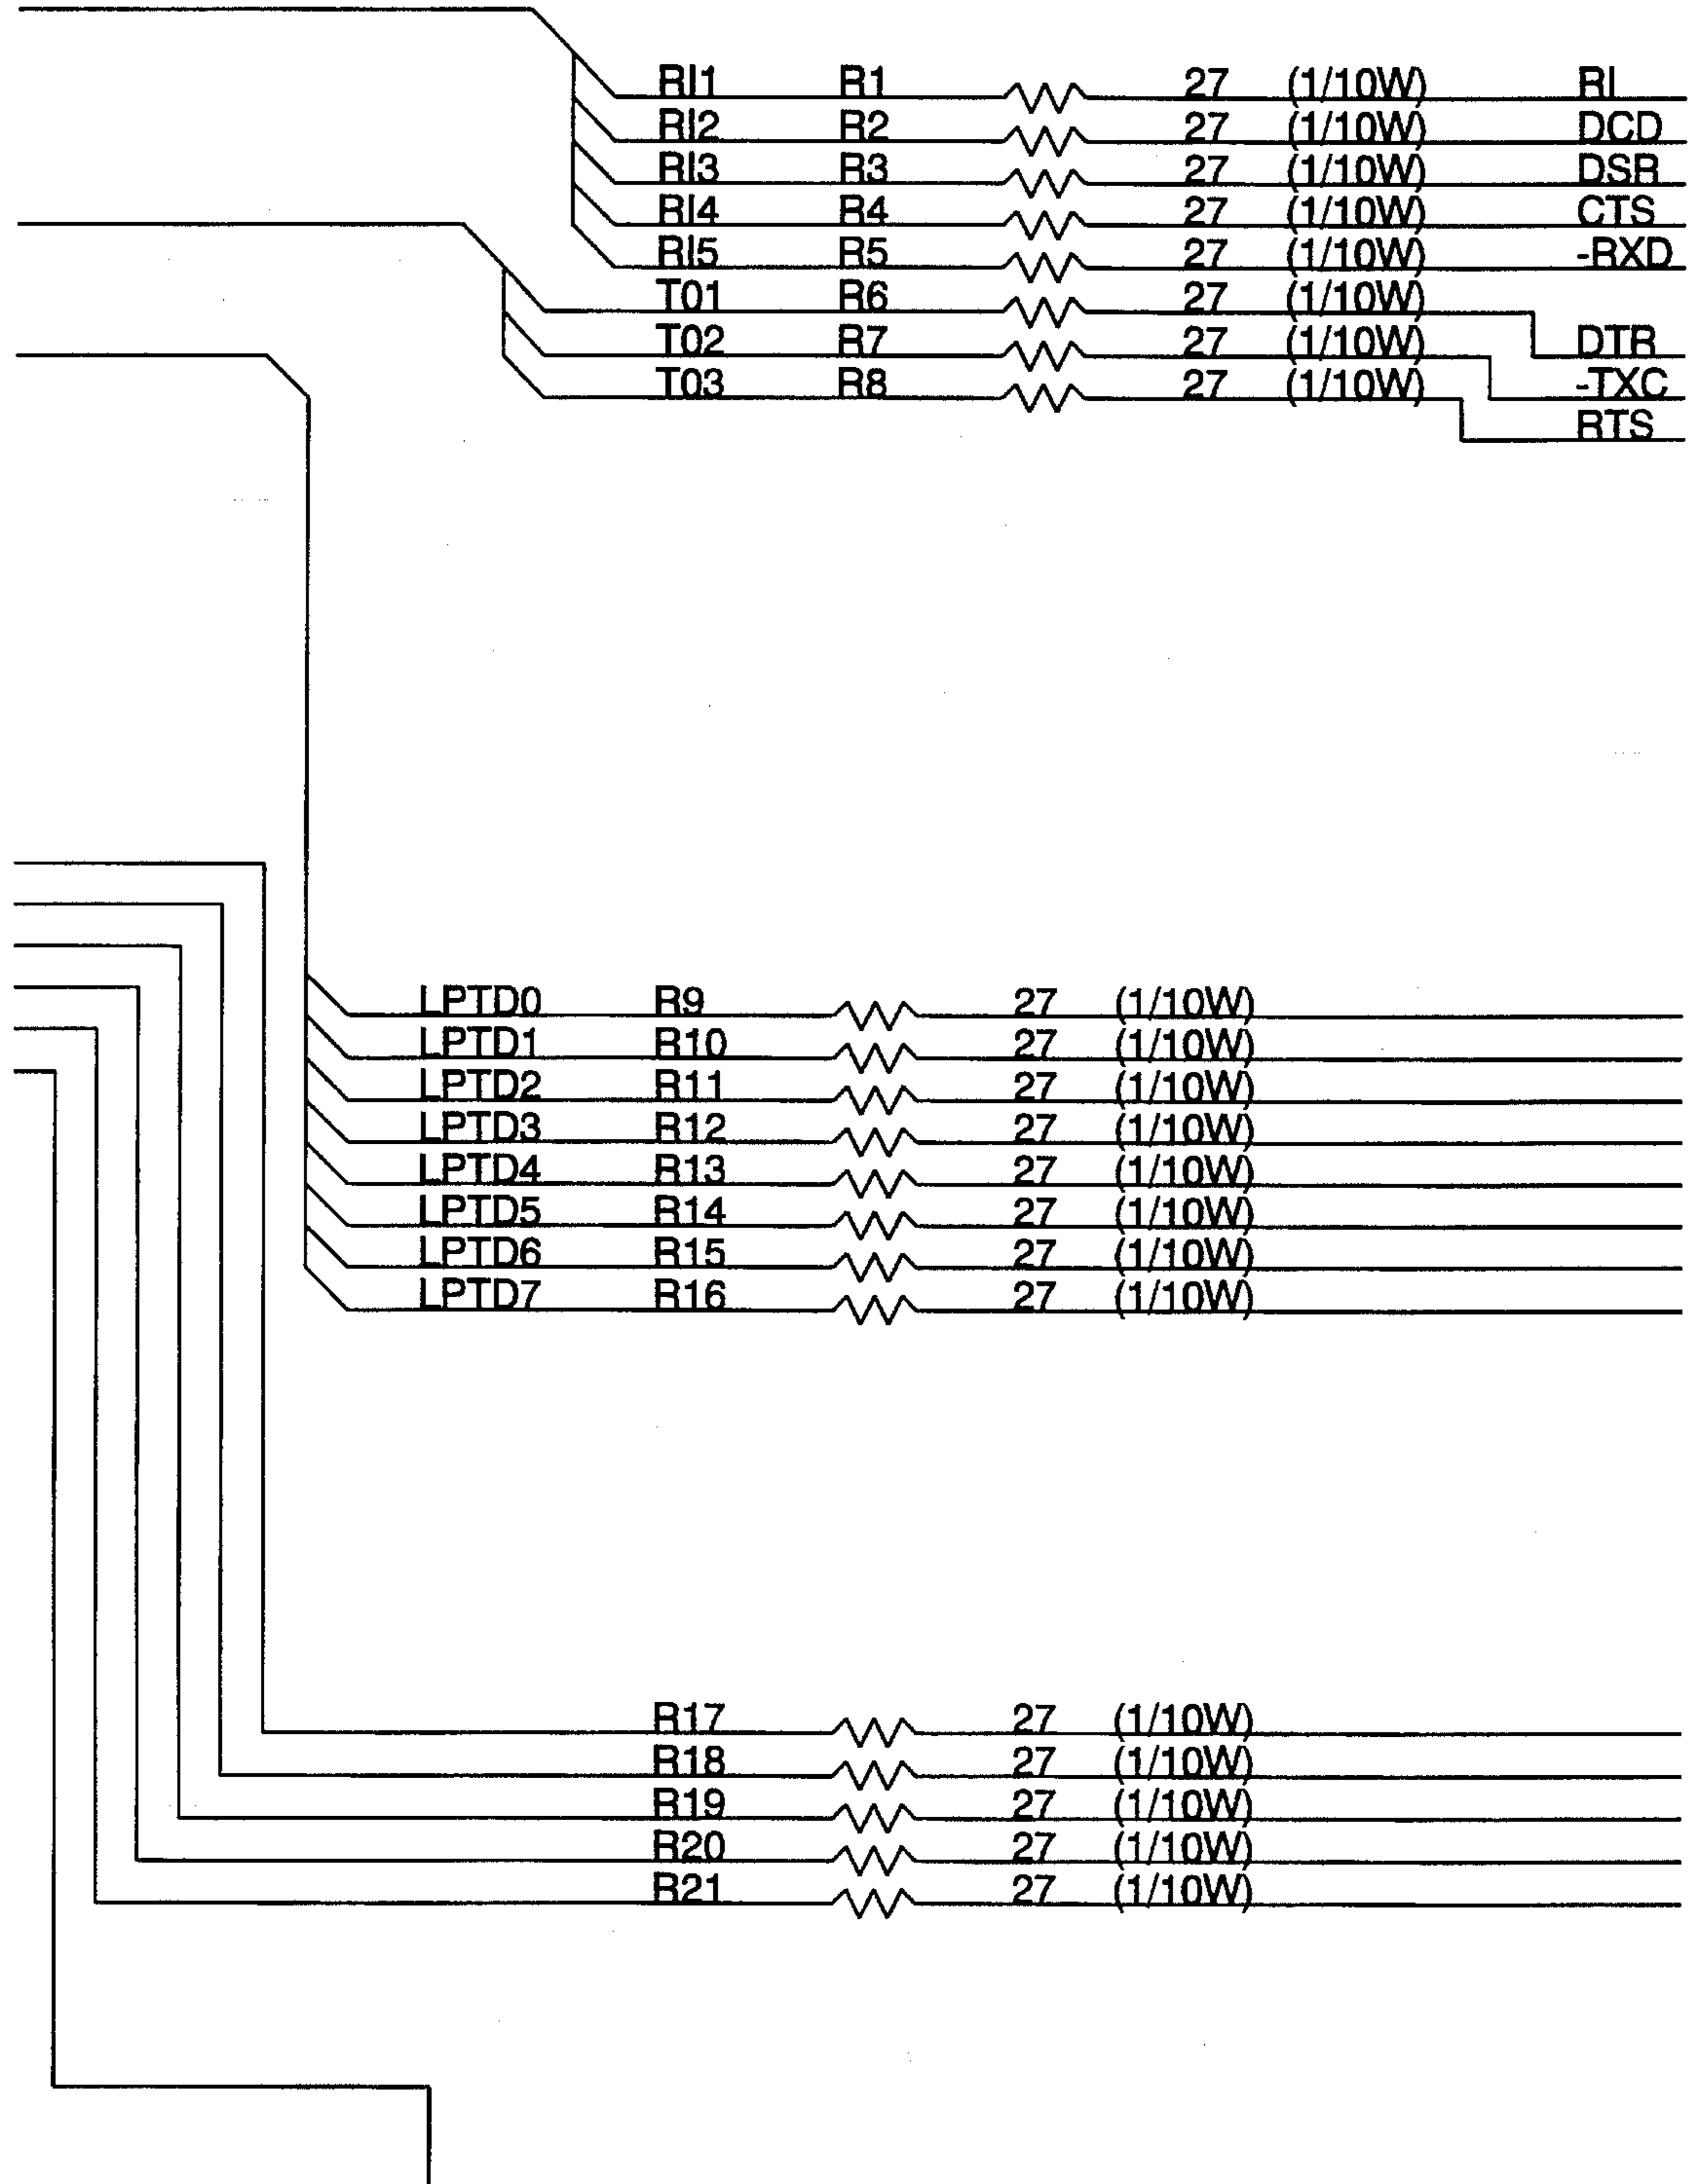 RI1 R1 27 (1/10W) RI
RI2 R2 27 (1/10W) DCD
RI3 R3 27 (1/10W) DSR
RI4 R4 27 (1/10W) CTS
RI5 R5 27 (1/10W) -RXD
T01 R6 27 (1/10W)
T02 R7 27 (1/10W) DTR
T03 R8 27 (1/10W) -TXC
RTS
LPTD0 R9 27 (1/10W)
LPTD1 R10 27 (1/10W)
LPTD2 R11 27 (1/10W)
LPTD3 R12 27 (1/10W)
LPTD4 R13 27 (1/10W)
LPTD5 R14 27 (1/10W)
LPTD6 R15 27 (1/10W)
LPTD7 R16 27 (1/10W)
R17 27 (1/10W)
R18 27 (1/10W)
R19 27 (1/10W)
R20 27 (1/10W)
R21 27 (1/10W)